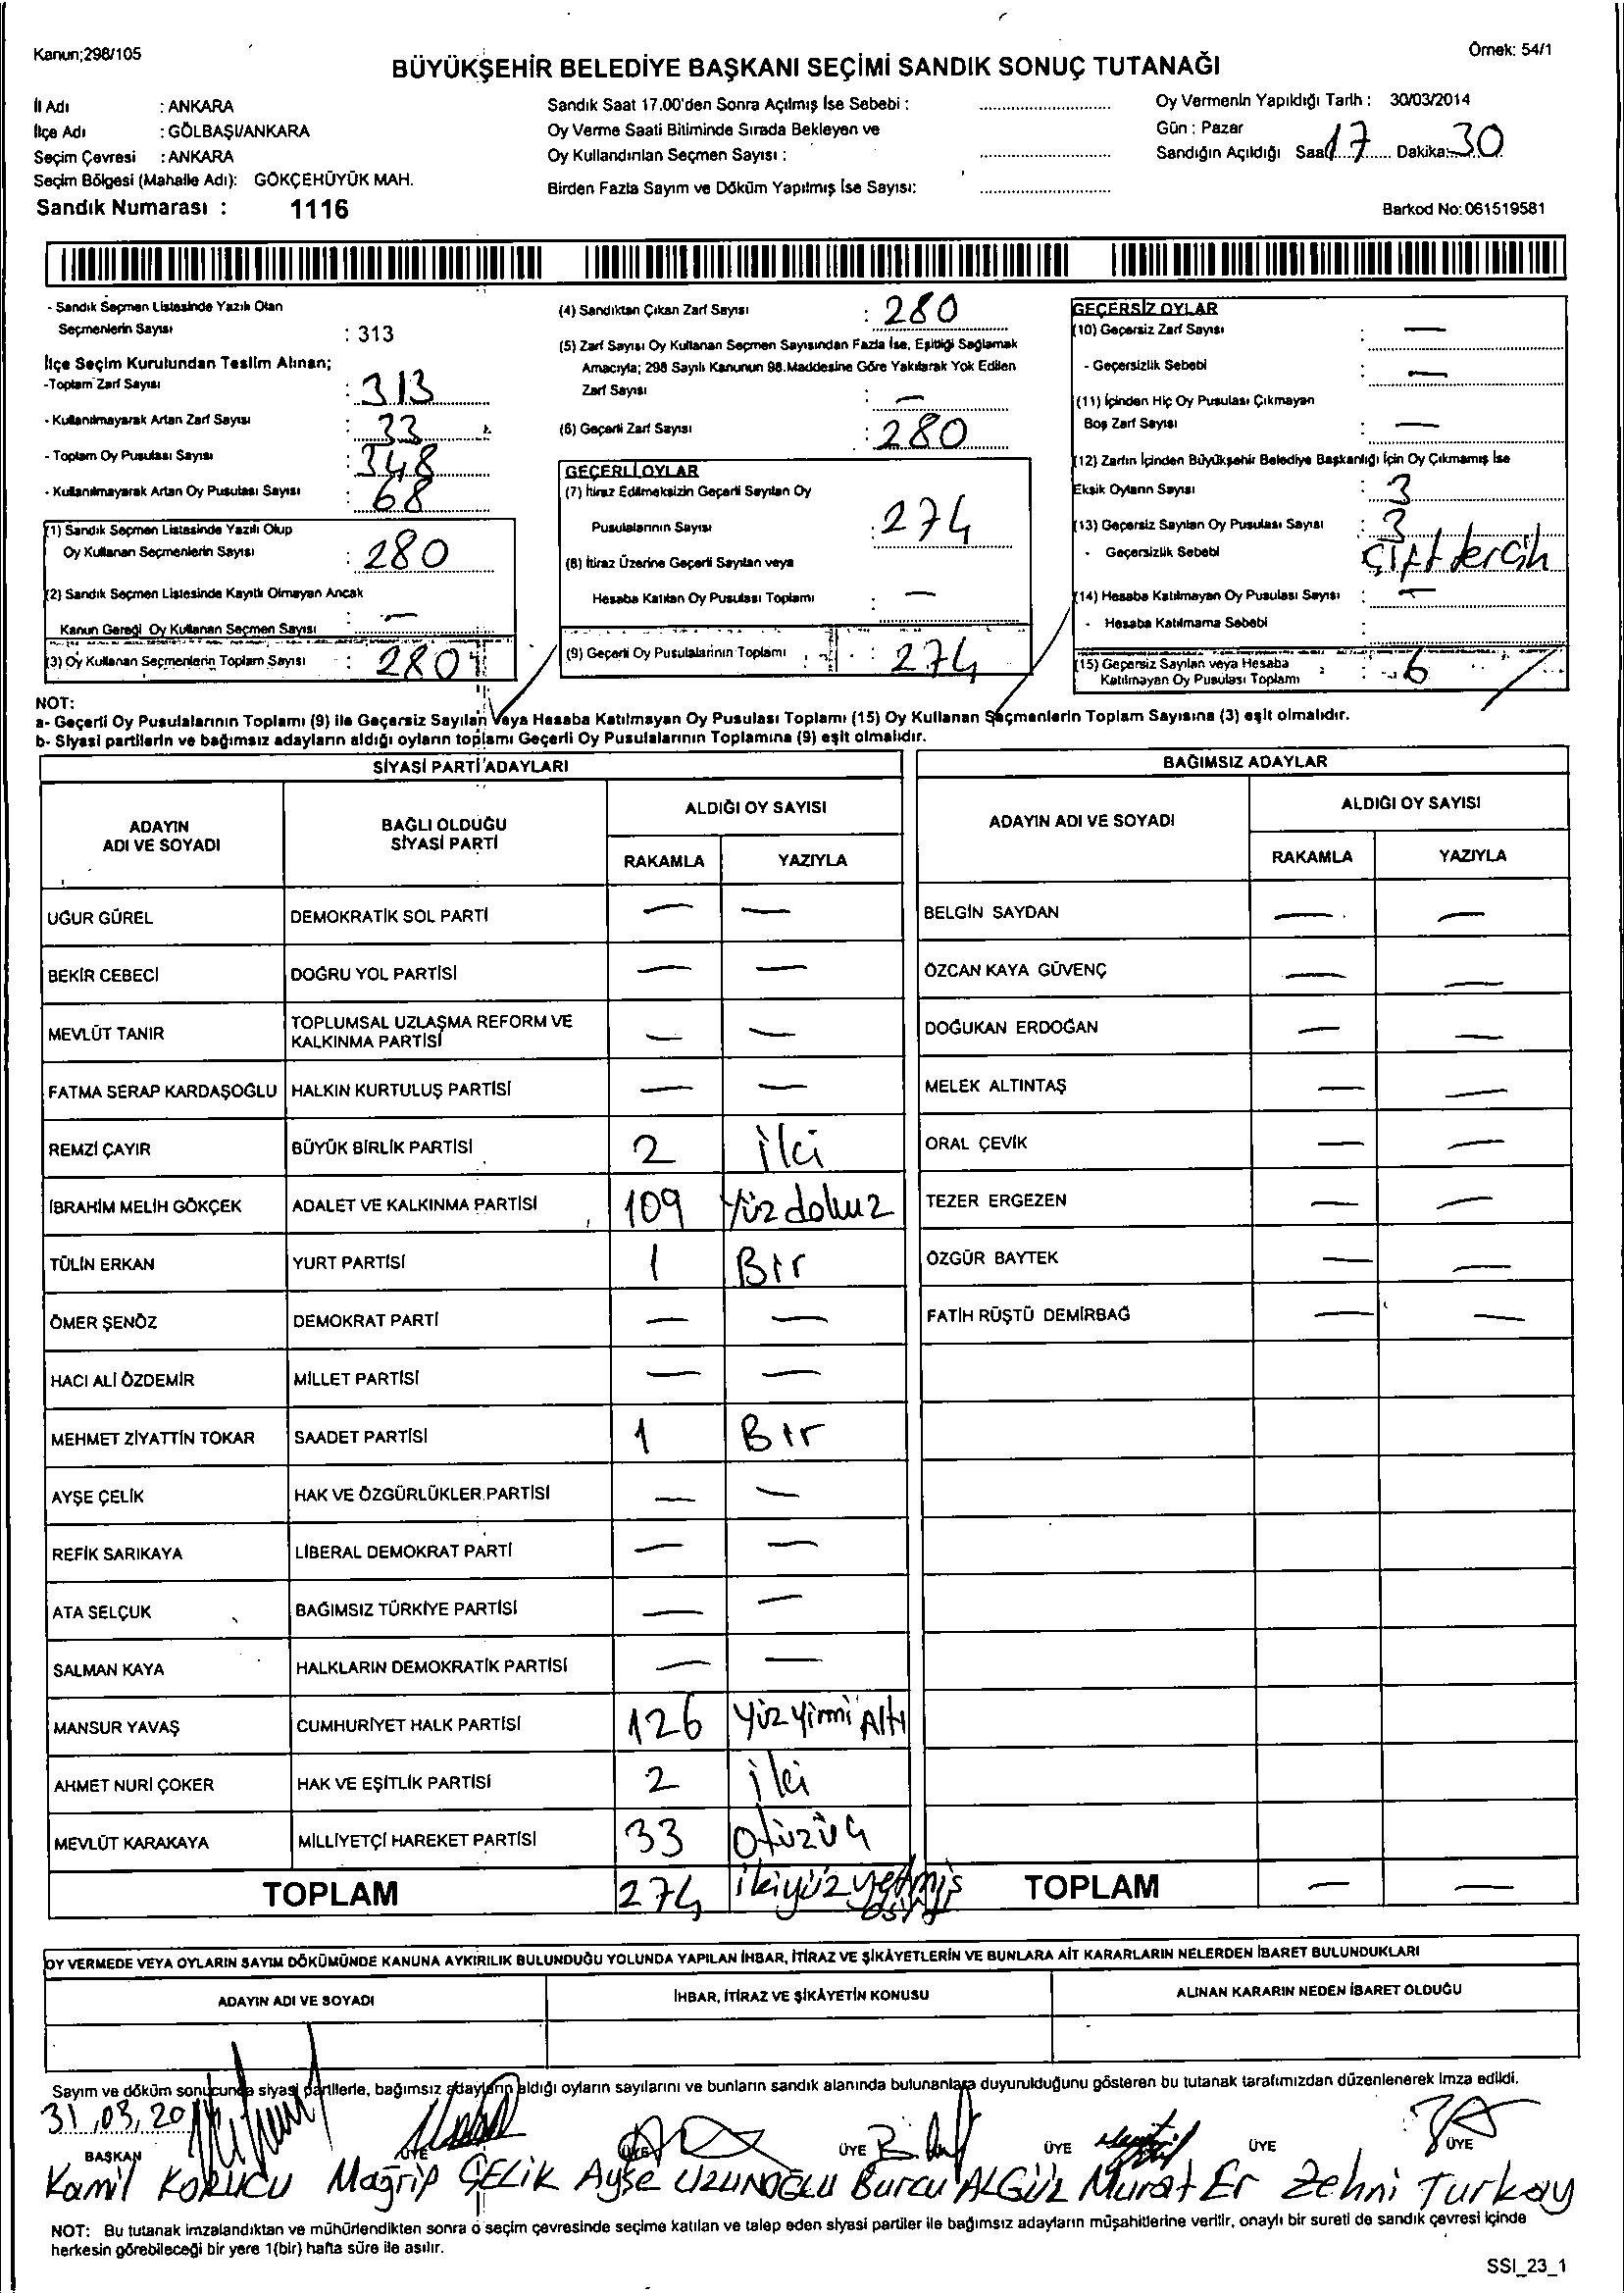 Kanun;298/105
Örnek: 54/1
BÜYÜKŞEHİR BELEDİYE BAŞKANI SEÇİMİ SANDIK SONUÇ TUTANAĞI
İl Adı : ANKARA
İlçe Adı : GÖLBAŞI/ANKARA
Seçim Çevresi : ANKARA
Seçim Bölgesi (Mahalle Adı): GÖKÇEHÜYÜK MAH.
Sandık Numarası : 1116
Sandık Saat 17.00'den Sonra Açılmış İse Sebebi :
Oy Verme Saati Bitiminde Sırada Bekleyen ve
Oy Kullandırılan Seçmen Sayısı :
Birden Fazla Sayım ve Döküm Yapılmış İse Sayısı:
Oy Vermenin Yapıldığı Tarih : 30/03/2014
Gün : Pazar
Sandığın Açıldığı Saat 17 Dakika: 30
Barkod No: 061519581
- Sandık Seçmen Listesinde Yazılı Olan
Seçmenlerin Sayısı : 313
İlçe Seçim Kurulundan Teslim Alınan;
-Toplam Zarf Sayısı : 313
- Kullanılmayarak Artan Zarf Sayısı : 33
- Toplam Oy Pusulası Sayısı : 348
- Kullanılmayarak Artan Oy Pusulası Sayısı : 68
(1) Sandık Seçmen Listesinde Yazılı Olup
Oy Kullanan Seçmenlerin Sayısı : 280
(2) Sandık Seçmen Listesinde Kayıtlı Olmayan Ancak
Kanun Gereği Oy Kullanan Seçmen Sayısı : —
(3) Oy Kullanan Seçmenlerin Toplam Sayısı : 280
(4) Sandıktan Çıkan Zarf Sayısı : 280
(5) Zarf Sayısı Oy Kullanan Seçmen Sayısından Fazla İse, Eşitliği Sağlamak
Amacıyla; 298 Sayılı Kanunun 98.Maddesine Göre Yakılarak Yok Edilen
Zarf Sayısı : —
(6) Geçerli Zarf Sayısı : 280
GEÇERLİ OYLAR
(7) İtiraz Edilmeksizin Geçerli Sayılan Oy
Pusulalarının Sayısı : 274
(8) İtiraz Üzerine Geçerli Sayılan veya
Hesaba Katılan Oy Pusulası Toplamı : —
(9) Geçerli Oy Pusulalarının Toplamı : 274
GEÇERSİZ OYLAR
(10) Geçersiz Zarf Sayısı : —
- Geçersizlik Sebebi : —
(11) İçinden Hiç Oy Pusulası Çıkmayan
Boş Zarf Sayısı : —
(12) Zarfın İçinden Büyükşehir Belediye Başkanlığı İçin Oy Çıkmamış İse
Eksik Oyların Sayısı : 3
(13) Geçersiz Sayılan Oy Pusulası Sayısı : 3
- Geçersizlik Sebebi Çift tercih
(14) Hesaba Katılmayan Oy Pusulası Sayısı : —
- Hesaba Katılmama Sebebi :
(15) Geçersiz Sayılan veya Hesaba
Katılmayan Oy Pusulası Toplamı : 6
NOT:
a- Geçerli Oy Pusulalarının Toplamı (9) ile Geçersiz Sayılan Veya Hesaba Katılmayan Oy Pusulası Toplamı (15) Oy Kullanan Seçmenlerin Toplam Sayısına (3) eşit olmalıdır.
b- Siyasi partilerin ve bağımsız adayların aldığı oyların toplamı Geçerli Oy Pusulalarının Toplamına (9) eşit olmalıdır.
SİYASİ PARTİ ADAYLARI
ADAYIN ADI VE SOYADI BAĞLI OLDUĞU SİYASİ PARTİ ALDIĞI OY SAYISI
RAKAMLA YAZIYLA
UĞUR GÜREL DEMOKRATİK SOL PARTİ — —
BEKİR CEBECİ DOĞRU YOL PARTİSİ — —
MEVLÜT TANIR TOPLUMSAL UZLAŞMA REFORM VE KALKINMA PARTİSİ — —
FATMA SERAP KARDAŞOĞLU HALKIN KURTULUŞ PARTİSİ — —
REMZİ ÇAYIR BÜYÜK BİRLİK PARTİSİ 2 iki
İBRAHİM MELİH GÖKÇEK ADALET VE KALKINMA PARTİSİ 109 Yüzdokuz
TÜLİN ERKAN YURT PARTİSİ 1 Bir
ÖMER ŞENÖZ DEMOKRAT PARTİ — —
HACI ALİ ÖZDEMİR MİLLET PARTİSİ — —
MEHMET ZİYATTİN TOKAR SAADET PARTİSİ 1 Bir
AYŞE ÇELİK HAK VE ÖZGÜRLÜKLER PARTİSİ — —
REFİK SARIKAYA LİBERAL DEMOKRAT PARTİ — —
ATA SELÇUK BAĞIMSIZ TÜRKİYE PARTİSİ — —
SALMAN KAYA HALKLARIN DEMOKRATİK PARTİSİ — —
MANSUR YAVAŞ CUMHURİYET HALK PARTİSİ 126 Yüzyirmi Altı
AHMET NURİ ÇOKER HAK VE EŞİTLİK PARTİSİ 2 iki
MEVLÜT KARAKAYA MİLLİYETÇİ HAREKET PARTİSİ 33 otüzüç
TOPLAM 274 ikiyüzyetmiş
BAĞIMSIZ ADAYLAR
ADAYIN ADI VE SOYADI ALDIĞI OY SAYISI
RAKAMLA YAZIYLA
BELGİN SAYDAN — —
ÖZCAN KAYA GÜVENÇ — —
DOĞUKAN ERDOĞAN — —
MELEK ALTINTAŞ — —
ORAL ÇEVİK — —
TEZER ERGEZEN — —
ÖZGÜR BAYTEK — —
FATİH RÜŞTÜ DEMİRBAĞ — —
TOPLAM — —
OY VERMEDE VEYA OYLARIN SAYIM DÖKÜMÜNDE KANUNA AYKIRILIK BULUNDUĞU YOLUNDA YAPILAN İHBAR, İTİRAZ VE ŞİKÂYETLERİN VE BUNLARA AİT KARARLARIN NELERDEN İBARET BULUNDUKLARI
ADAYIN ADI VE SOYADI İHBAR, İTİRAZ VE ŞİKÂYETİN KONUSU ALINAN KARARIN NEDEN İBARET OLDUĞU
Sayım ve döküm sonucunda siyasi partilerle, bağımsız adayların aldığı oyların sayılarını ve bunların sandık alanında bulunanlara duyurulduğunu gösteren bu tutanak tarafımızdan düzenlenerek imza edildi.
31.03.20
BAŞKAN ÜYE ÜYE ÜYE ÜYE ÜYE ÜYE
Kamil KORUCU Mağrip ÇELİK Ayşe UZUNOĞLU Burcu ALGÜL Murat Er Zehni Turkay
NOT: Bu tutanak imzalandıktan ve mühürlendikten sonra o seçim çevresinde seçime katılan ve talep eden siyasi partiler ile bağımsız adayların müşahitlerine verilir, onaylı bir sureti de sandık çevresi içinde
herkesin görebileceği bir yere 1(bir) hafta süre ile asılır.
SSI_23_1